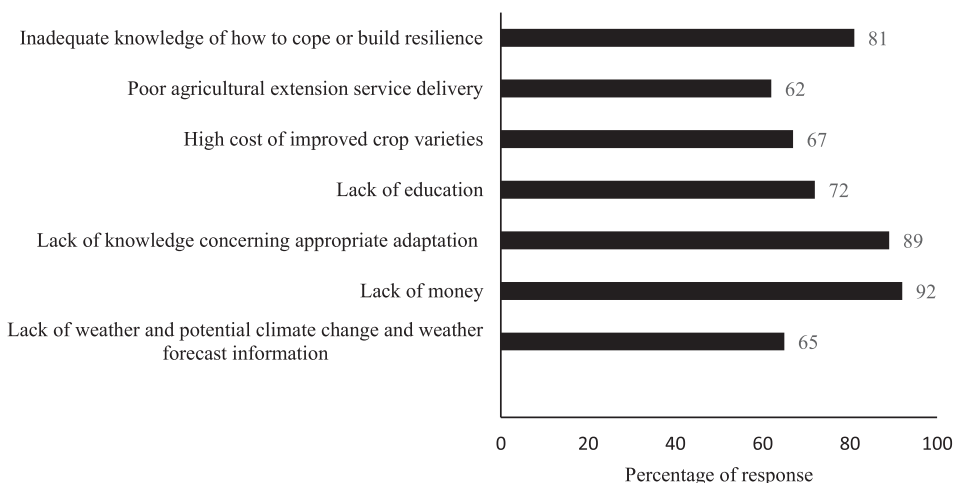 Inadequate knowledge of how to cope or build resilience 81
Poor agricultural extension service delivery 62
High cost of improved crop varieties 67
Lack of education 72
Lack of knowledge concerning appropriate adaptation 89
Lack of money 92
Lack of weather and potential climate change and weather
forecast information 65
0 20 40 60 80 100
Percentage of response